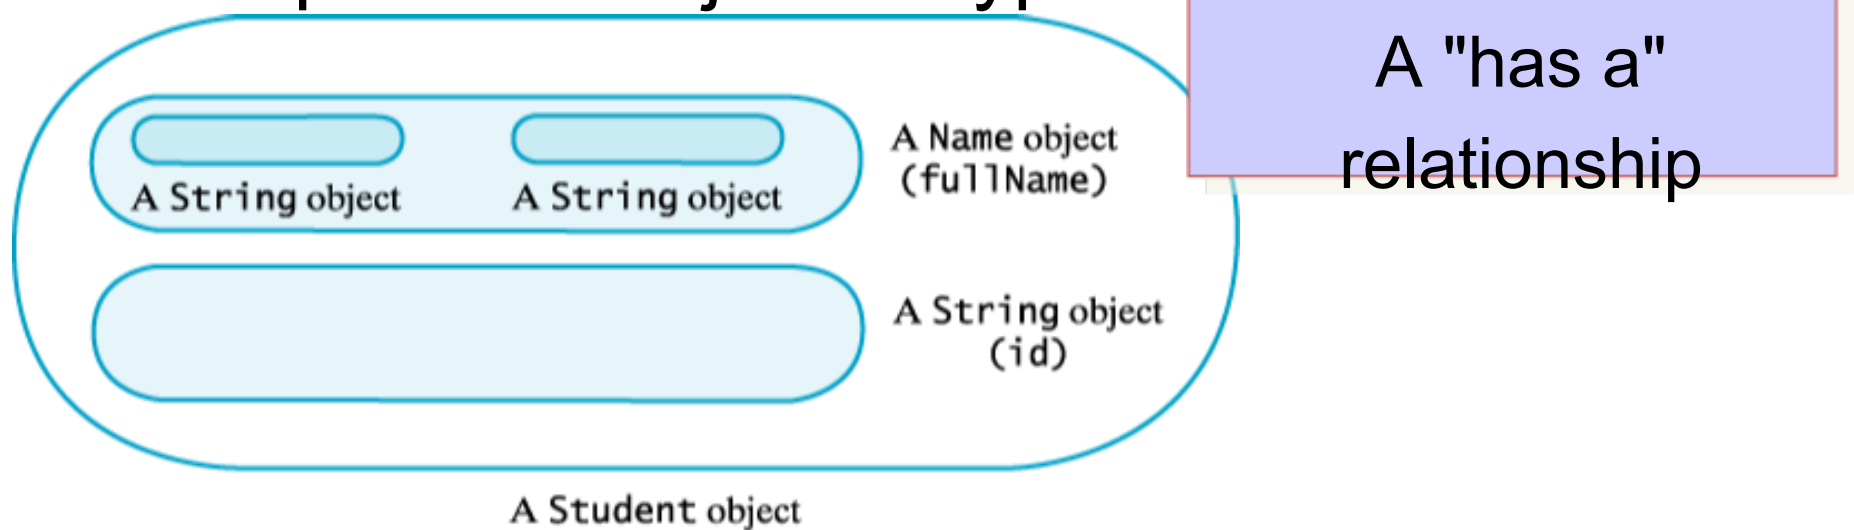 A "has a"
relationship
A Name object
(fullName)
A String object
A String object
A String object
(id)
A Student object